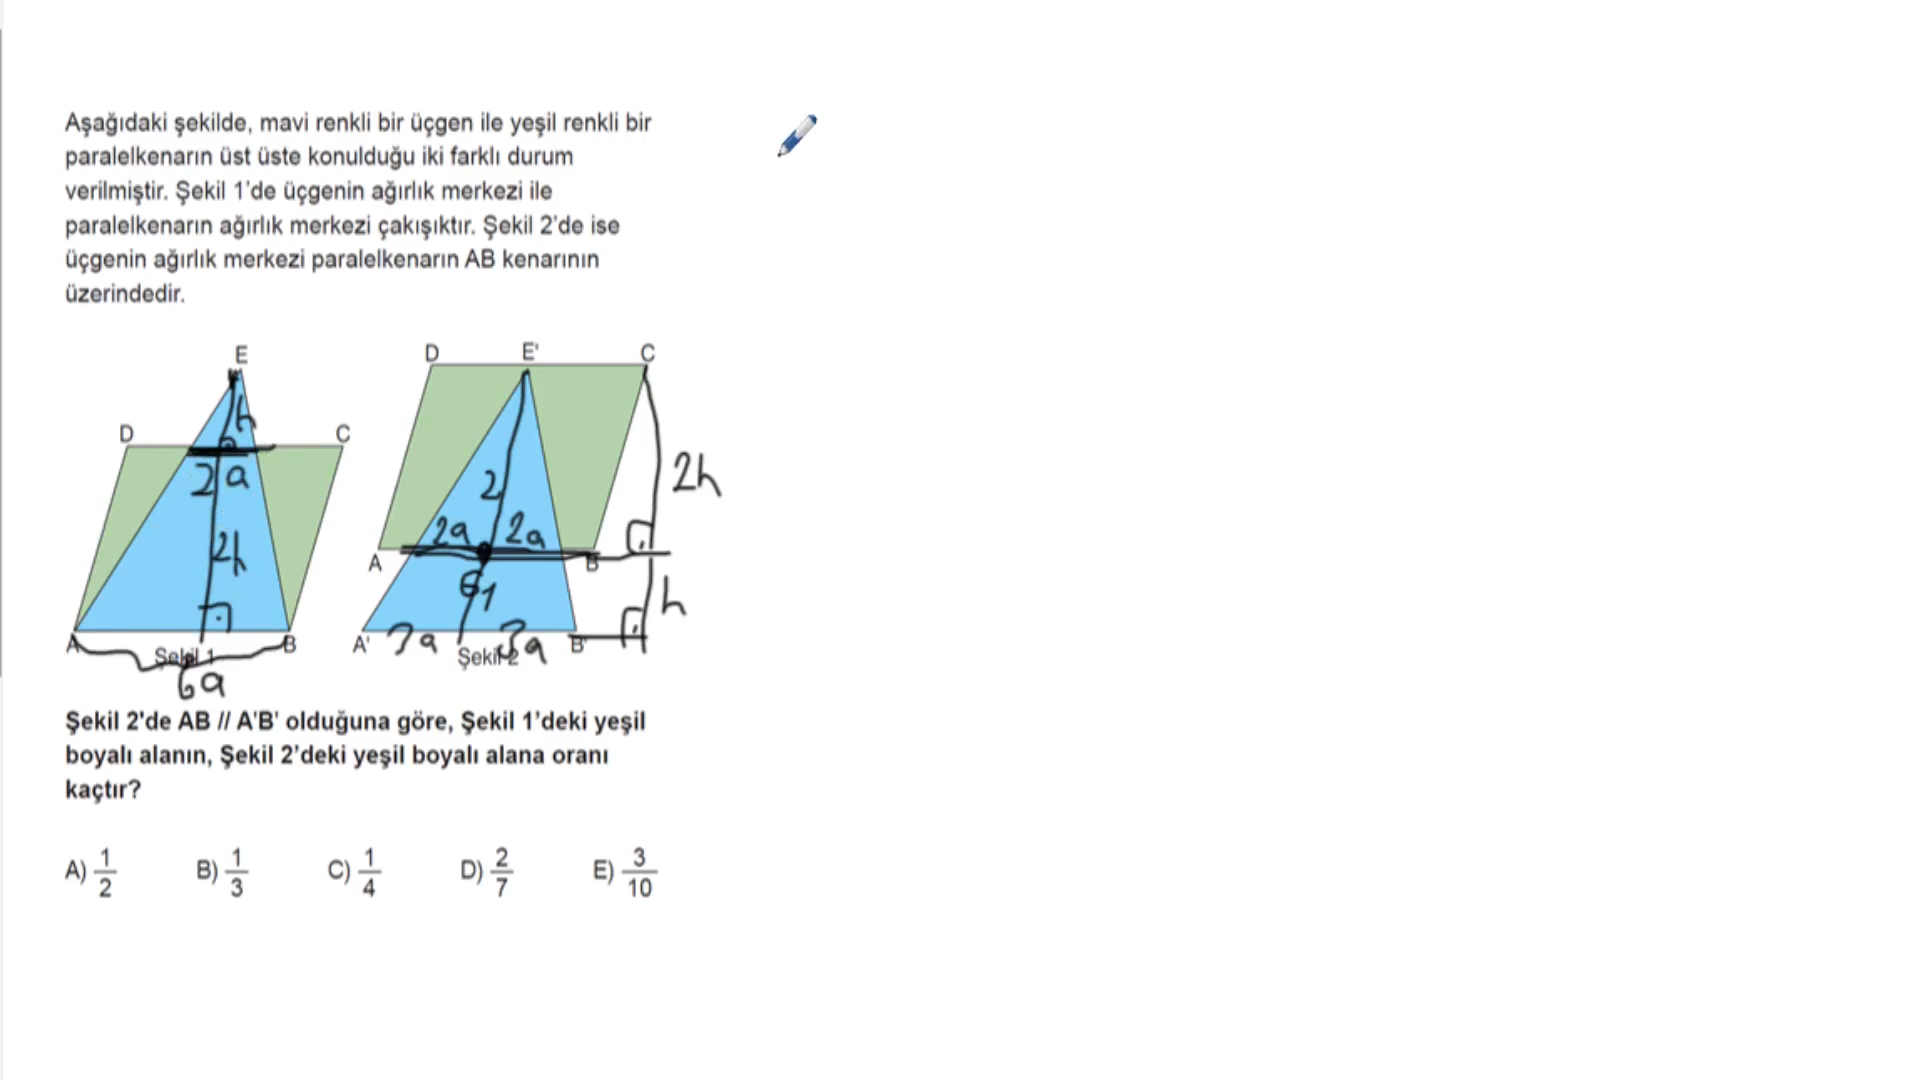 Aşağıdaki şekilde, mavi renkli bir üçgen ile yeşil renkli bir
paralelkenarın üst üste konulduğu iki farklı durum
verilmiştir. Şekil 1'de üçgenin ağırlık merkezi ile
paralelkenarın ağırlık merkezi çakışıktır. Şekil 2'de ise
üçgenin ağırlık merkezi paralelkenarın AB kenarının
üzerindedir.
E
D C
h
2a
2h
A B
Şekil 1
6a
D E' C
2 2h
2a 2a
A B
G 1 h
A' 3a 3a B'
Şekil 2
Şekil 2'de AB // A'B' olduğuna göre, Şekil 1'deki yeşil
boyalı alanın, Şekil 2'deki yeşil boyalı alana oranı
kaçtır?
A) 1/2 B) 1/3 C) 1/4 D) 2/7 E) 3/10